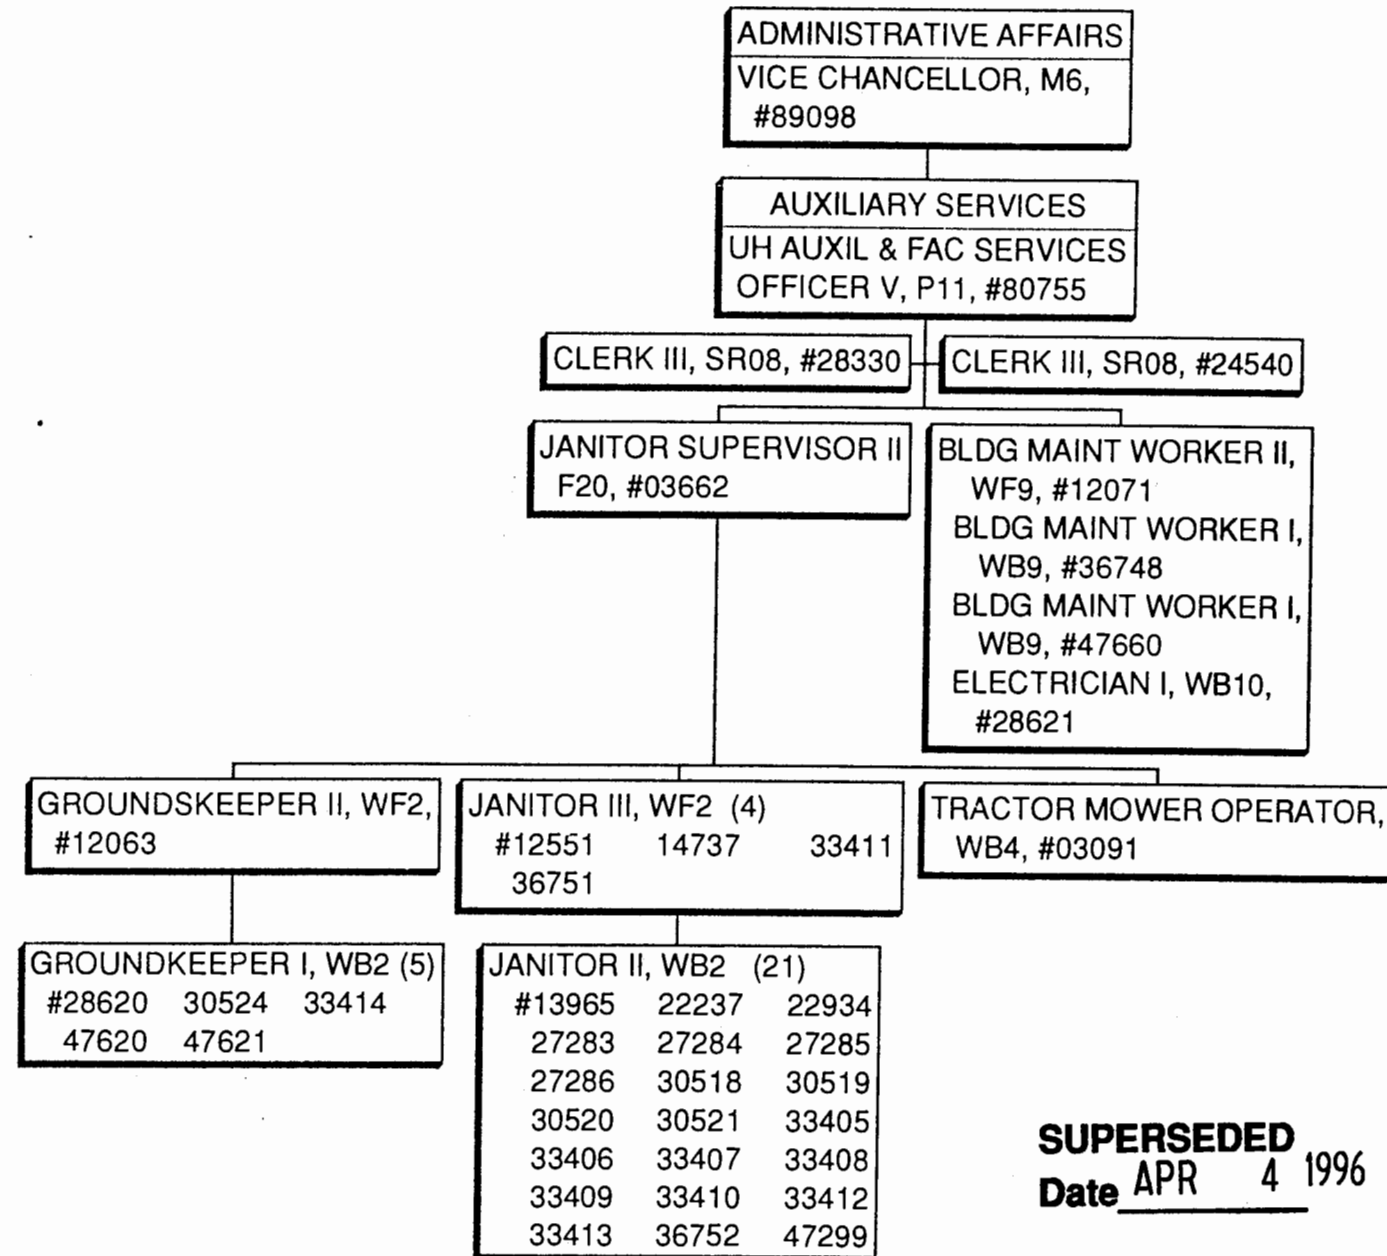 ADMINISTRATIVE AFFAIRS
VICE CHANCELLOR, M6,
#89098
AUXILIARY SERVICES
UH AUXIL & FAC SERVICES
OFFICER V, P11, #80755
CLERK III, SR08, #28330
CLERK III, SR08, #24540
JANITOR SUPERVISOR II
F20, #03662
BLDG MAINT WORKER II,
WF9, #12071
BLDG MAINT WORKER I,
WB9, #36748
BLDG MAINT WORKER I,
WB9, #47660
ELECTRICIAN I, WB10,
#28621
GROUNDSKEEPER II, WF2,
#12063
JANITOR III, WF2 (4)
#12551 14737 33411
36751
TRACTOR MOWER OPERATOR,
WB4, #03091
GROUNDKEEPER I, WB2 (5)
#28620 30524 33414
47620 47621
JANITOR II, WB2 (21)
#13965 22237 22934
27283 27284 27285
27286 30518 30519
30520 30521 33405
33406 33407 33408
33409 33410 33412
33413 36752 47299
SUPERSEDED
Date APR 4 1996